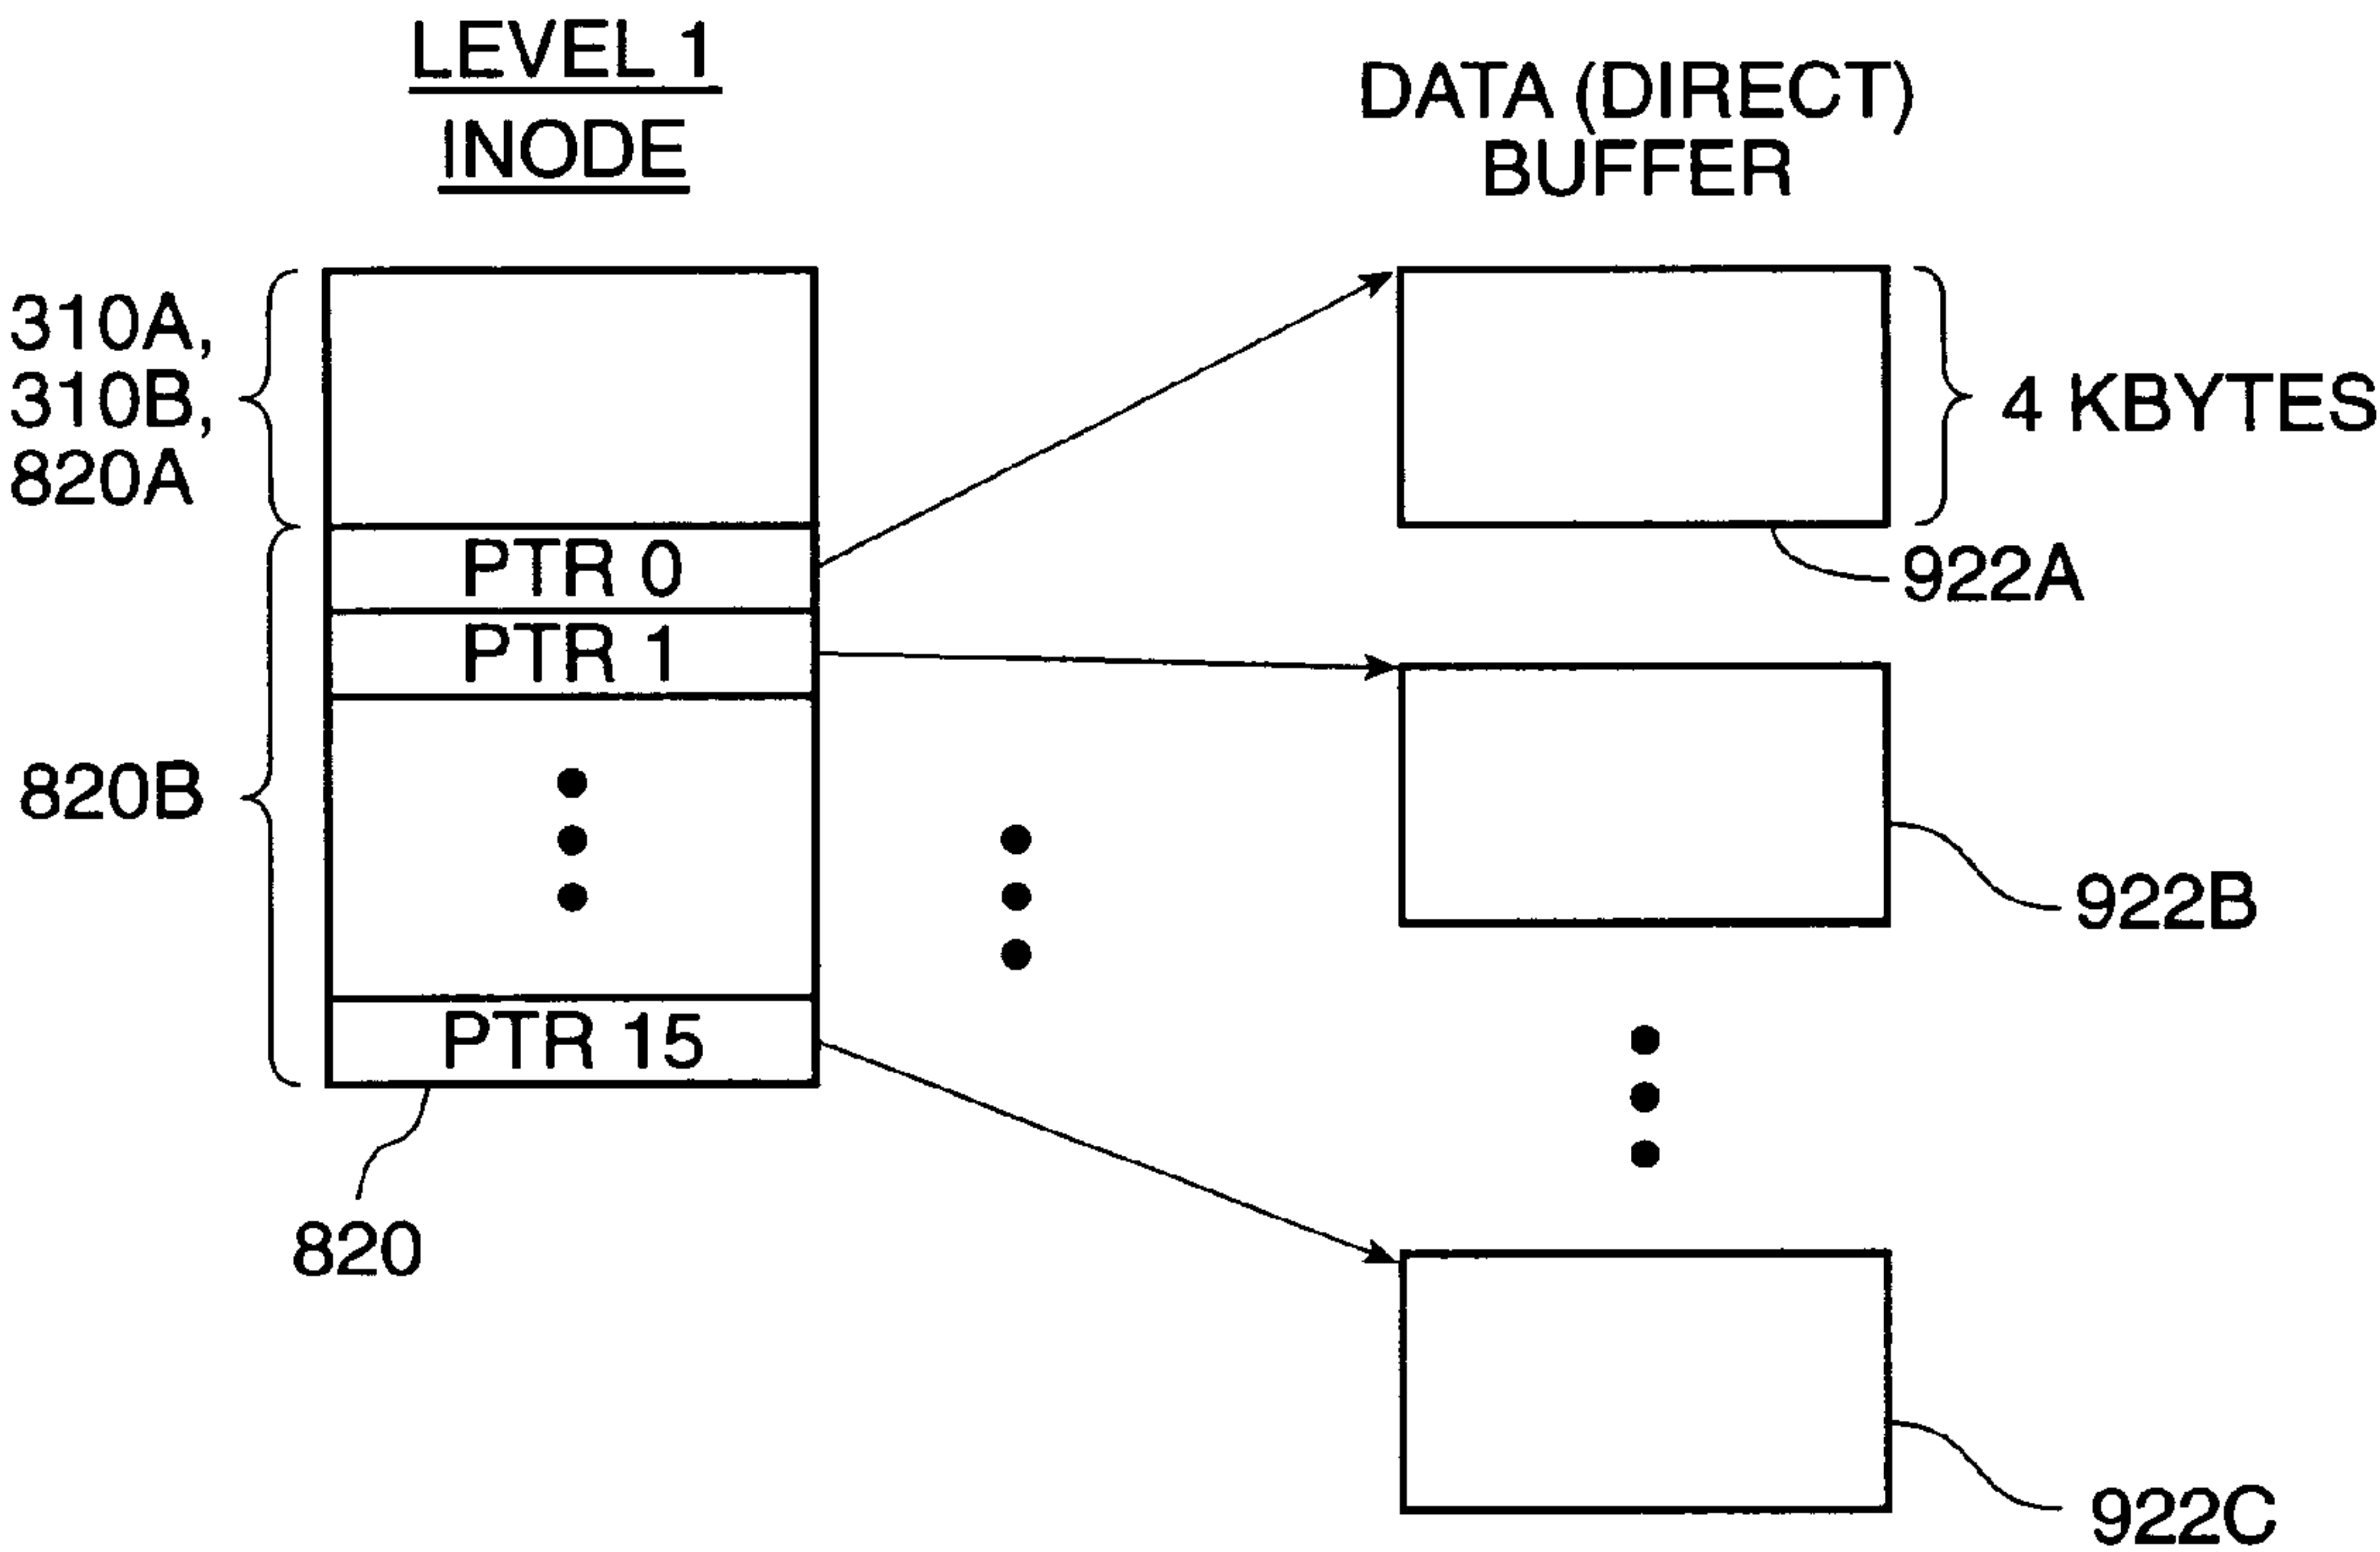 LEVEL 1
INODE
DATA (DIRECT)
BUFFER
310A,
310B,
820A
4 KBYTES
PTR 0
922A
PTR 1
820B
922B
PTR 15
820
922C